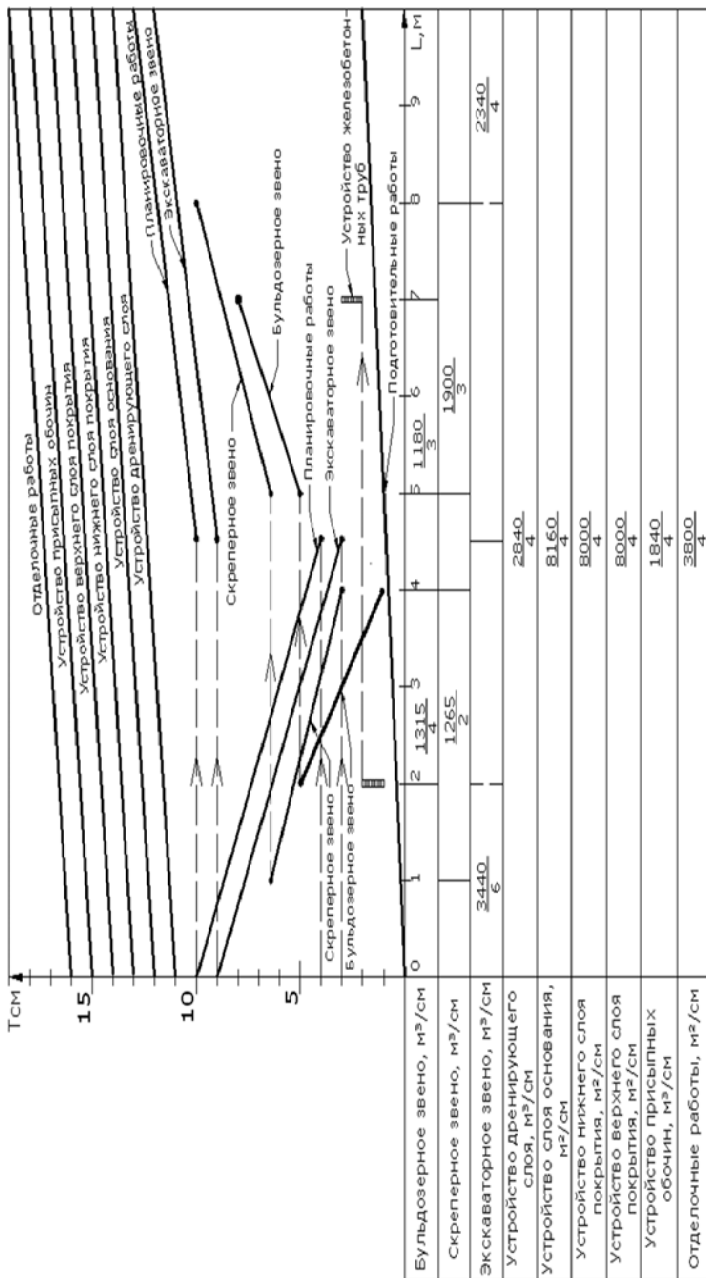 Тсм
15
10
5
0
1
2
3
4
5
6
7
8
9
L, м
Отделочные работы
Устройство присыпных обочин
Устройство верхнего слоя покрытия
Устройство нижнего слоя покрытия
Устройство слоя основания
Устройство дренирующего слоя
Планировочные работы
Экскаваторное звено
Скреперное звено
Бульдозерное звено
Планировочные работы
Экскаваторное звено
Скреперное звено
Бульдозерное звено
Устройство железобетон-
ных труб
Подготовительные работы
Бульдозерное звено, м³/см
1315
4
1180
3
Скреперное звено, м³/см
1265
2
1900
3
Экскаваторное звено, м³/см
3440
6
2340
4
Устройство дренирующего
слоя, м³/см
2840
4
Устройство слоя основания,
м²/см
8160
4
Устройство нижнего слоя
покрытия, м²/см
8000
4
Устройство верхнего слоя
покрытия, м²/см
8000
4
Устройство присыпных
обочин, м³/см
1840
4
Отделочные работы, м²/см
3800
4